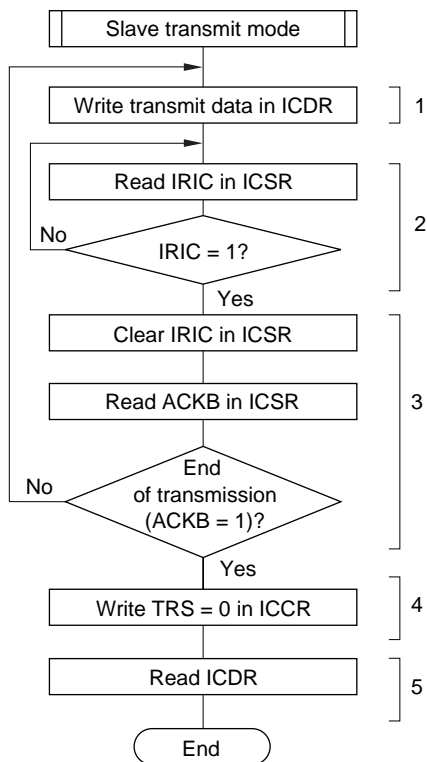 Slave transmit mode
Write transmit data in ICDR
1
Read IRIC in ICSR
2
No
IRIC = 1?
Yes
Clear IRIC in ICSR
Read ACKB in ICSR
3
No
End
of transmission
(ACKB = 1)?
Yes
Write TRS = 0 in ICCR
4
Read ICDR
5
End